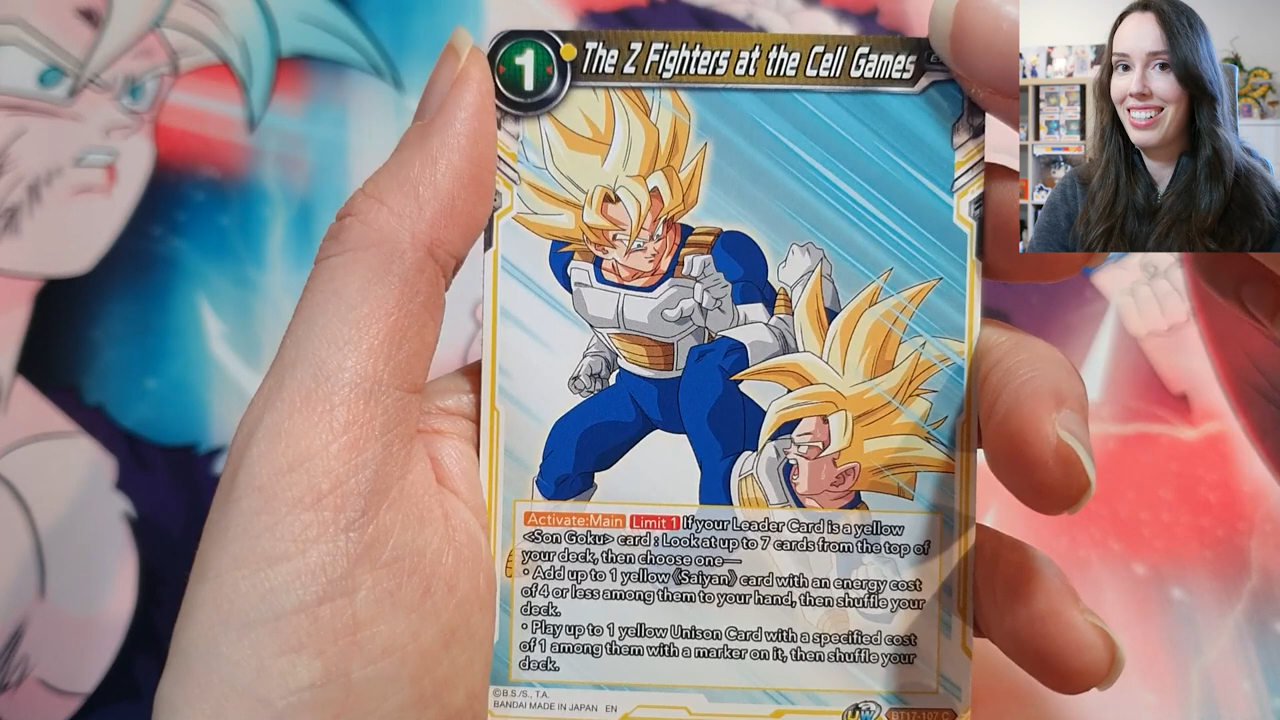 1 The Z Fighters at the Cell Games
Activate:Main Limit 1 If your Leader Card is a yellow
<Son Goku> card : Look at up to 7 cards from the top of
your deck, then choose one—
• Add up to 1 yellow 《Saiyan》 card with an energy cost
of 4 or less among them to your hand, then shuffle your
deck.
• Play up to 1 yellow Unison Card with a specified cost
of 1 among them with a marker on it, then shuffle your
deck.
©B.S./S., T.A.
BANDAI MADE IN JAPAN EN
UW BT17-107 C